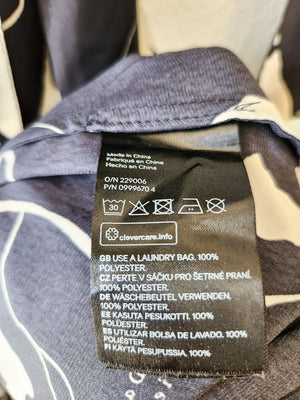 Made in China
Fabriqué en Chine
Hecho en China
O/N 229006
P/N 0999670 4
30
clevercare.info
GB USE A LAUNDRY BAG. 100%
POLYESTER.
CZ PERTE V SÁČKU PRO ŠETRNÉ PRANÍ.
100% POLYESTER.
DE WÄSCHEBEUTEL VERWENDEN.
100% POLYESTER.
EE KASUTA PESUKOTTI. 100%
POLÜESTER.
ES UTILIZAR BOLSA DE LAVADO. 100%
POLIÉSTER.
FI KÄYTÄ PESUPUSSIA. 100%